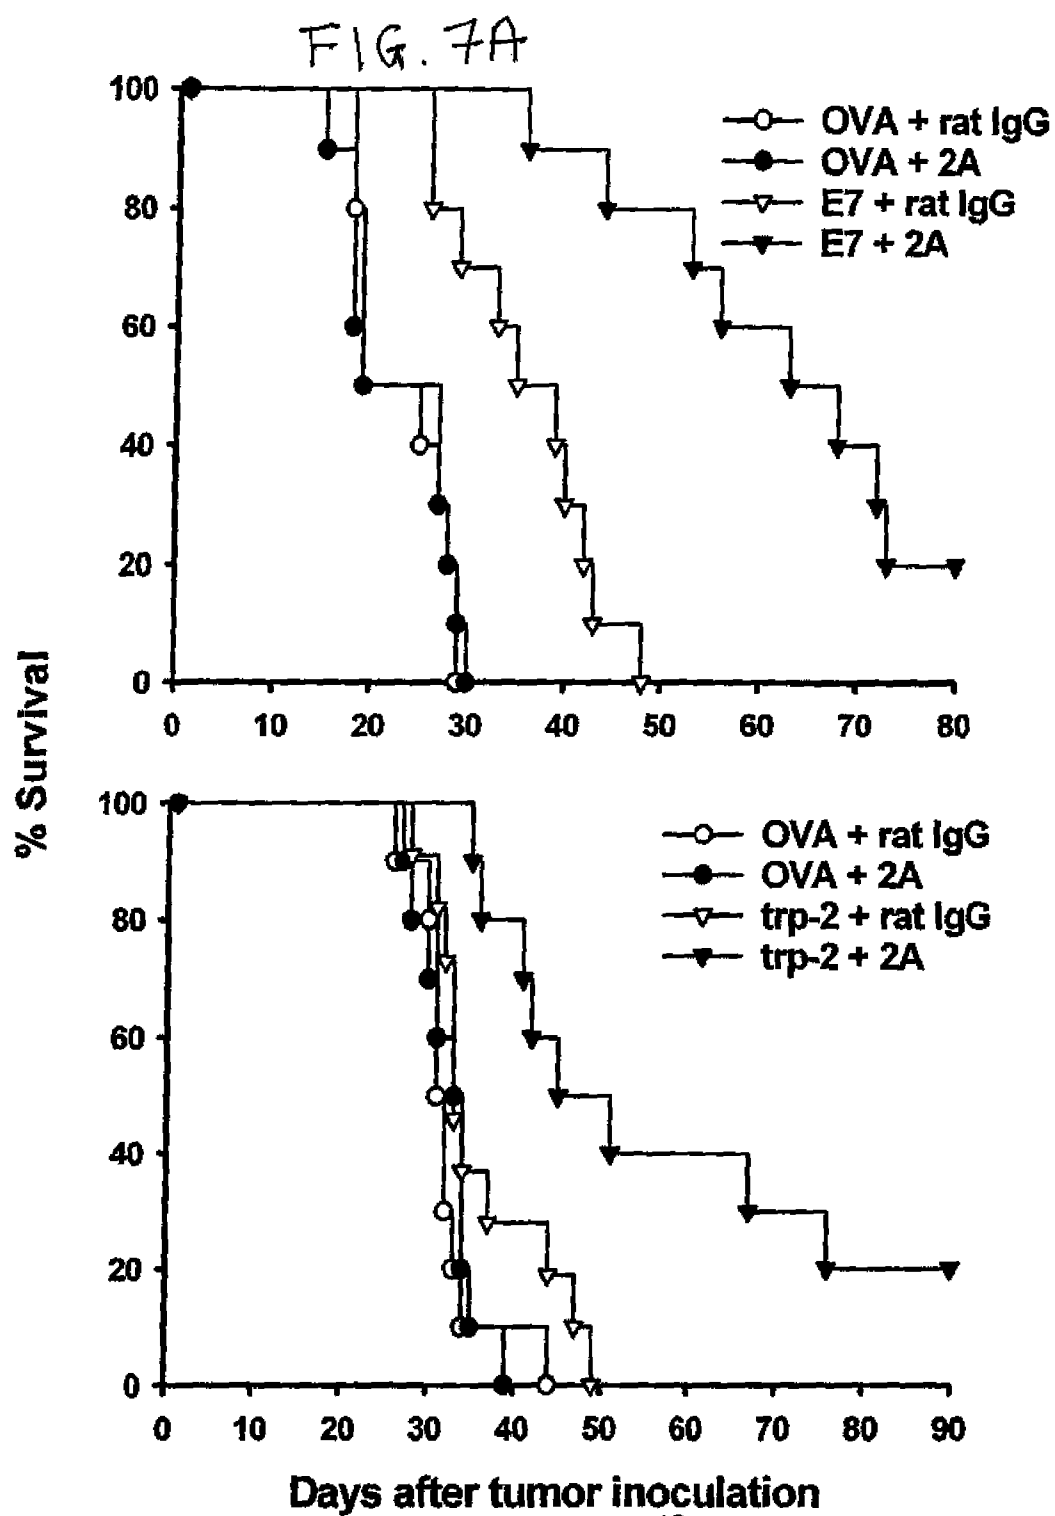 FIG. 7A
100
80
60
40
20
0
0 10 20 30 40 50 60 70 80
OVA + rat IgG
OVA + 2A
E7 + rat IgG
E7 + 2A
% Survival
100
80
60
40
20
0
0 10 20 30 40 50 60 70 80 90
OVA + rat IgG
OVA + 2A
trp-2 + rat IgG
trp-2 + 2A
Days after tumor inoculation